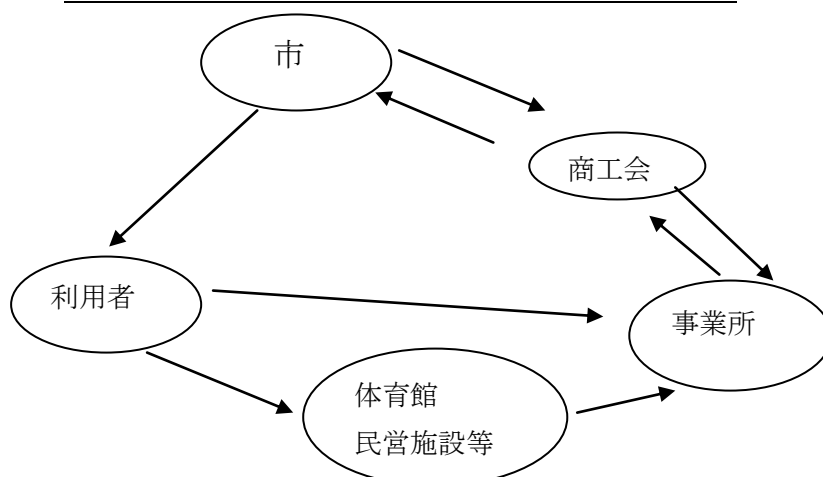 市
商工会
利用者
事業所
体育館
民営施設等